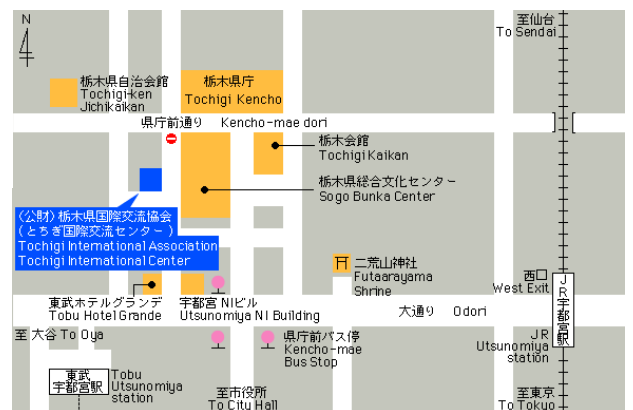 N
至仙台
To Sendai
栃木県自治会館
Tochigi-ken
Jichikaikan
栃木県庁
Tochigi Kencho
県庁前通り Kencho-mae dori
栃木会館
Tochigi Kaikan
栃木県総合文化センター
Sogo Bunka Center
(公財)栃木県国際交流協会
(とちぎ国際交流センター)
Tochigi International Association
Tochigi International Center
二荒山神社
Futaarayama
Shrine
西口
West Exit
JR宇都宮駅
JR
Utsunomiya
station
東武ホテルグランデ
Tobu Hotel Grande
宇都宮 NIビル
Utsunomiya NI Building
大通り Odori
至 大谷 To Oya
県庁前バス停
Kencho-mae
Bus Stop
東武
宇都宮駅
Tobu
Utsunomiya
station
至市役所
To City Hall
至東京
To Tokyo